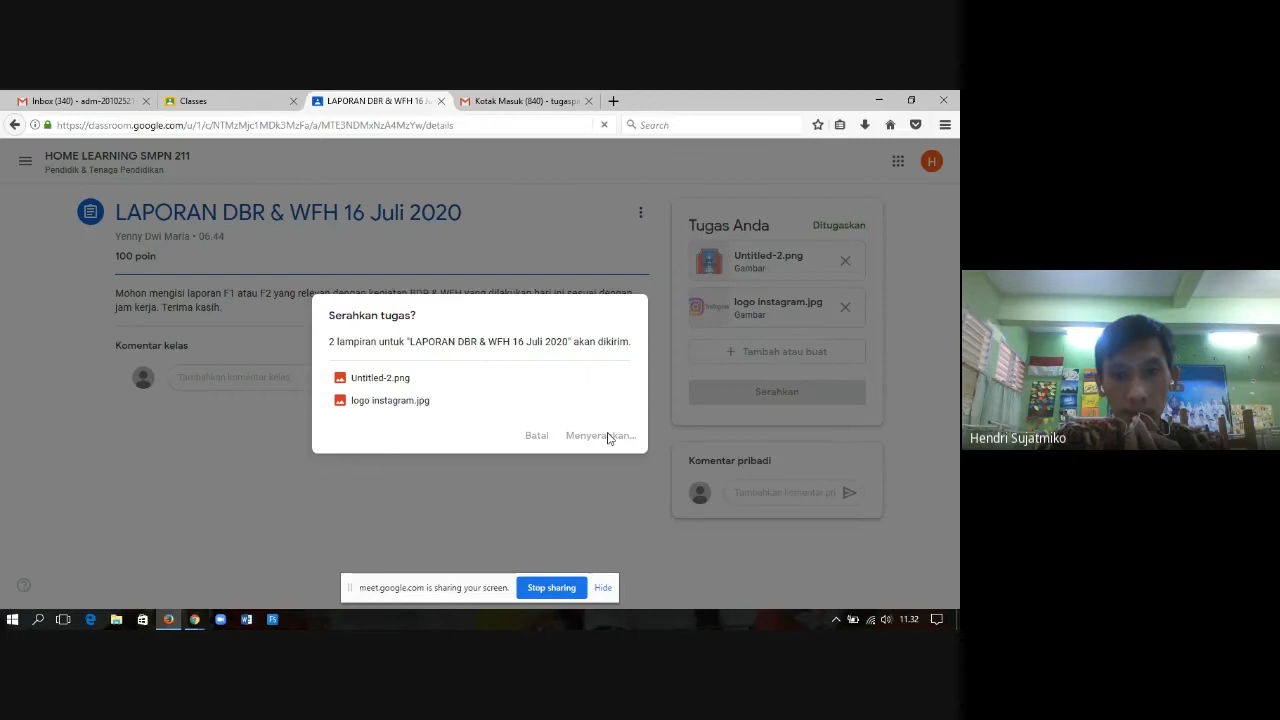 Inbox (340) - adm-20102521
Classes
LAPORAN DBR & WFH 16 J
Kotak Masuk (840) - tugasp
https://classroom.google.com/u/1/c/NTMzMjc1MDk3MzFa/a/MTE3NDMxNzA4MzYw/details
Search
HOME LEARNING SMPN 211
Pendidik & Tenaga Pendidikan
H
LAPORAN DBR & WFH 16 Juli 2020
Yenny Dwi Maria • 06.44
100 poin
Mohon mengisi laporan F1 atau F2 yang relevan dengan kegiatan BDR & WFH yang dilakukan hari ini sesuai dengan
jam kerja. Terima kasih.
Komentar kelas
Tambahkan komentar kelas
Serahkan tugas?
2 lampiran untuk "LAPORAN DBR & WFH 16 Juli 2020" akan dikirim.
Untitled-2.png
logo instagram.jpg
Batal
Menyerahkan...
Tugas Anda
Ditugaskan
Untitled-2.png
Gambar
logo instagram.jpg
Gambar
+ Tambah atau buat
Serahkan
Komentar pribadi
Tambahkan komentar pri
meet.google.com is sharing your screen.
Stop sharing
Hide
11.32
Hendri Sujatmiko